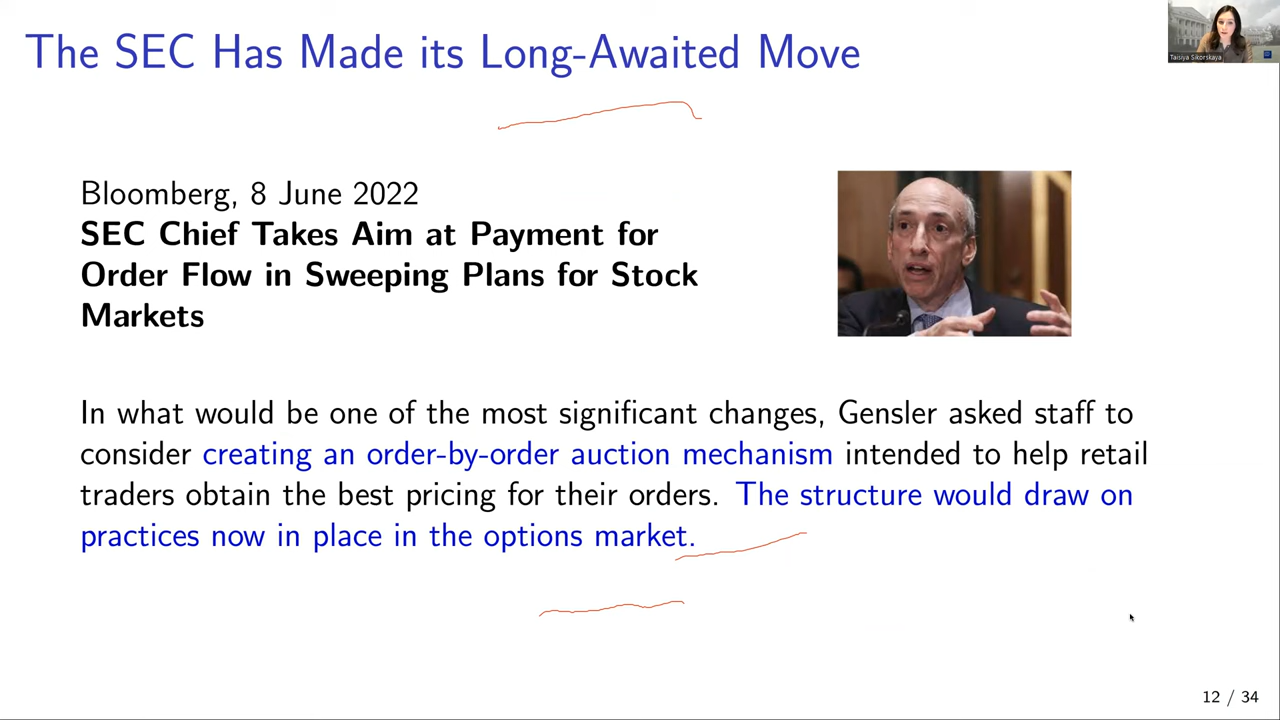 The SEC Has Made its Long-Awaited Move
Taisiya Sikorskaya
Bloomberg, 8 June 2022
SEC Chief Takes Aim at Payment for
Order Flow in Sweeping Plans for Stock
Markets
In what would be one of the most significant changes, Gensler asked staff to
consider creating an order-by-order auction mechanism intended to help retail
traders obtain the best pricing for their orders. The structure would draw on
practices now in place in the options market.
12 / 34